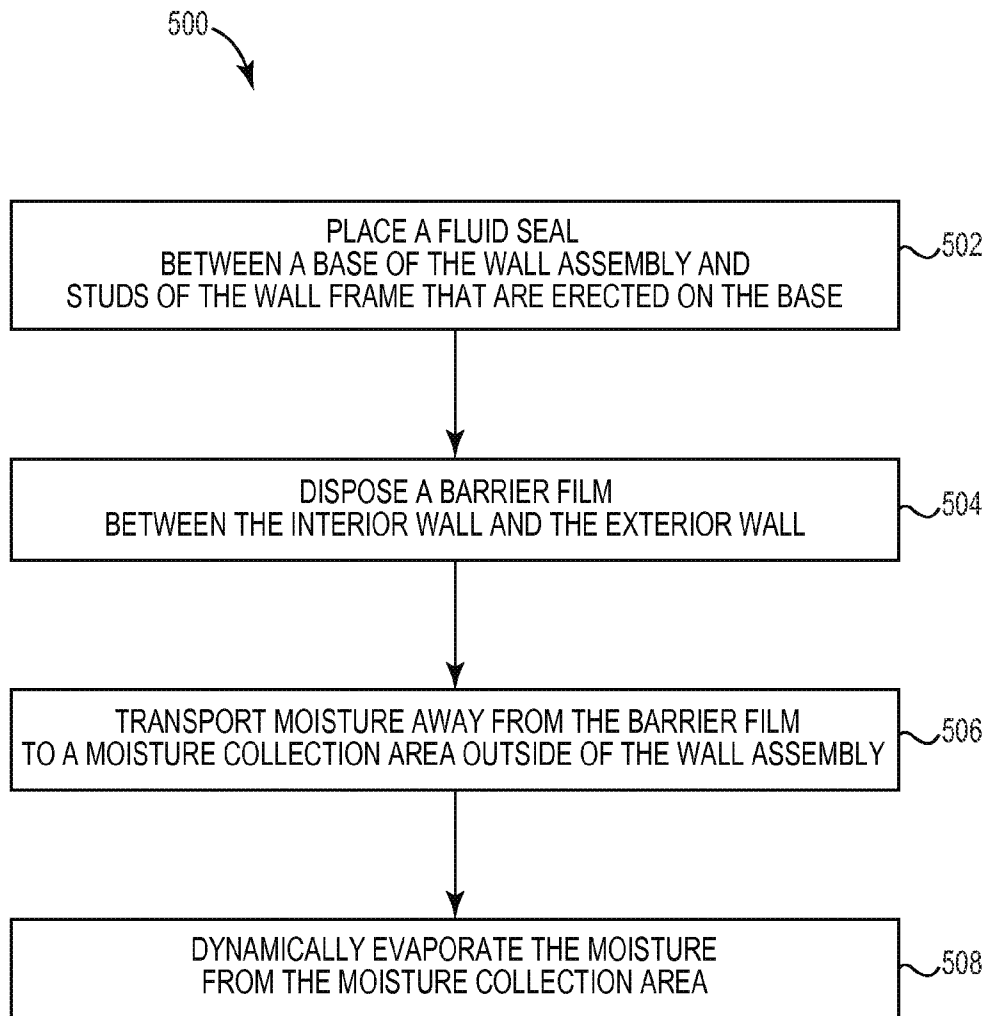 500
PLACE A FLUID SEAL
BETWEEN A BASE OF THE WALL ASSEMBLY AND
STUDS OF THE WALL FRAME THAT ARE ERECTED ON THE BASE
502
DISPOSE A BARRIER FILM
BETWEEN THE INTERIOR WALL AND THE EXTERIOR WALL
504
TRANSPORT MOISTURE AWAY FROM THE BARRIER FILM
TO A MOISTURE COLLECTION AREA OUTSIDE OF THE WALL ASSEMBLY
506
DYNAMICALLY EVAPORATE THE MOISTURE
FROM THE MOISTURE COLLECTION AREA
508